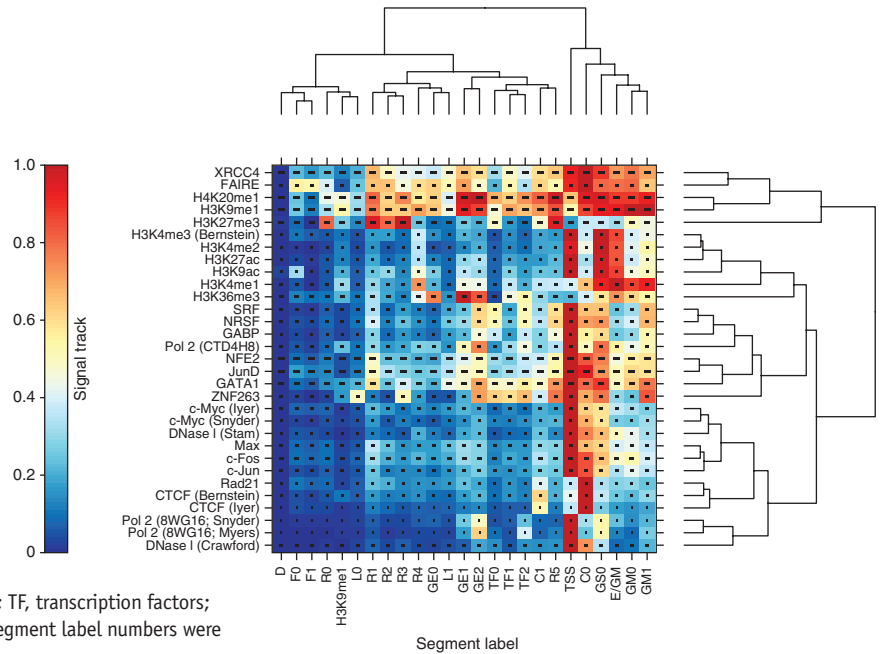 1.0
0.8
0.6
0.4
0.2
0
Signal track
XRCC4
FAIRE
H4K20me1
H3K9me1
H3K27me3
H3K4me3 (Bernstein)
H3K4me2
H3K27ac
H3K9ac
H3K4me1
H3K36me3
SRF
NRSF
GABP
Pol 2 (CTD4H8)
NFE2
JunD
GATA1
ZNF263
c-Myc (Iyer)
c-Myc (Snyder)
DNase I (Stam)
Max
c-Fos
c-Jun
Rad21
CTCF (Bernstein)
CTCF (Iyer)
Pol 2 (8WG16; Snyder)
Pol 2 (8WG16; Myers)
DNase I (Crawford)
D
F0
F1
R0
H3K9me1
L0
R1
R2
R3
R4
GE0
L1
GE1
GE2
TF0
TF1
TF2
C1
R5
TSS
C0
GS0
E/GM
GM0
GM1
Segment label
; TF, transcription factors;
egment label numbers were